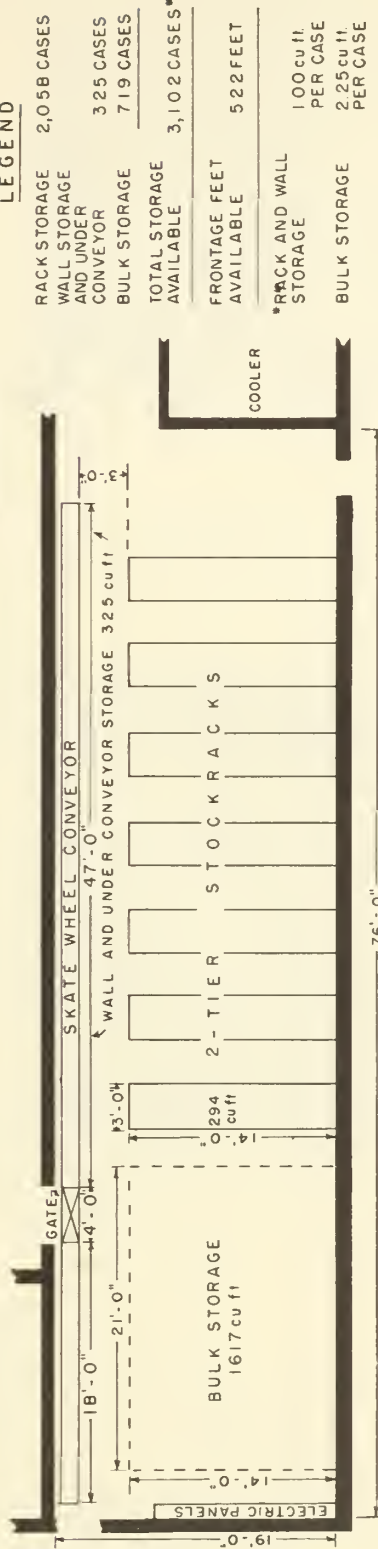 LEGEND
RACK STORAGE 2,058 CASES
WALL STORAGE
AND UNDER
CONVEYOR 325 CASES
BULK STORAGE 719 CASES
TOTAL STORAGE
AVAILABLE 3,102 CASES*
FRONTAGE FEET
AVAILABLE 522 FEET
*RACK AND WALL
STORAGE 1.00 cu ft.
PER CASE
BULK STORAGE 2.25 cu ft.
PER CASE
GATE
SKATE WHEEL CONVEYOR
18'-0"
4'-0"
47'-0"
3'-0"
WALL AND UNDER CONVEYOR STORAGE 325 cu ft
21'-0"
3'-0"
19'-0"
14'-0"
ELECTRIC PANELS
BULK STORAGE
1617 cu ft
14'-0"
294
cu ft
2-TIER STOCKRACKS
COOLER
76'-0"